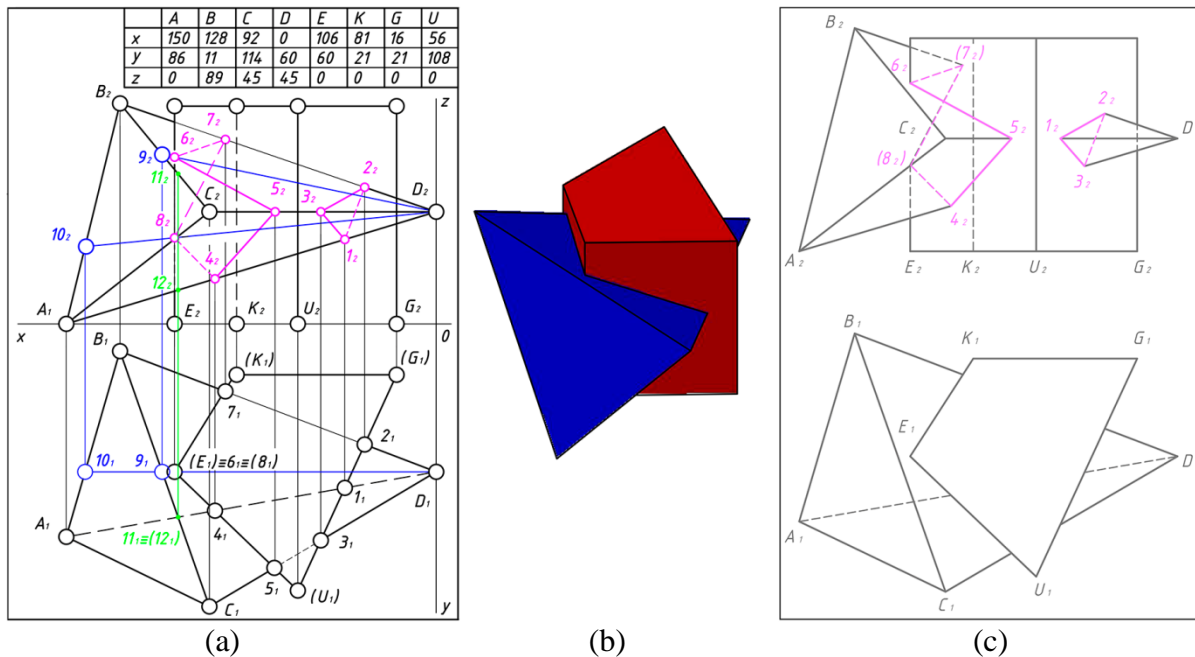 A B C D E K G U
x 150 128 92 0 106 81 16 56
y 86 11 114 60 60 21 21 108
z 0 89 45 45 0 0 0 0
B₂ z
7₂
6₂
9₂
11₂ 2₂
C₂ 5₂ 3₂ D₂
8₂
10₂ 1₂
4₂
12₂
A₁ E₂ K₂ U₂ G₂
x 0
B₁ (K₁) (G₁)
7₁
2₁
10₁ 9₁ (E₁)≡6₁≡(8₁)
D₁
1₁
A₁ 4₁
11₁≡(12₁) 3₁
5₁
C₁ (U₁) y
(a)
(b)
B₂
(7₂)
6₂
2₂
C₂ 5₂ 1₂ D
(8₂) 3₂
4₂
A₂ E₂ K₂ U₂ G₂
B₁ K₁ G₁
E₁
D
A₁
C₁ U₁
(c)